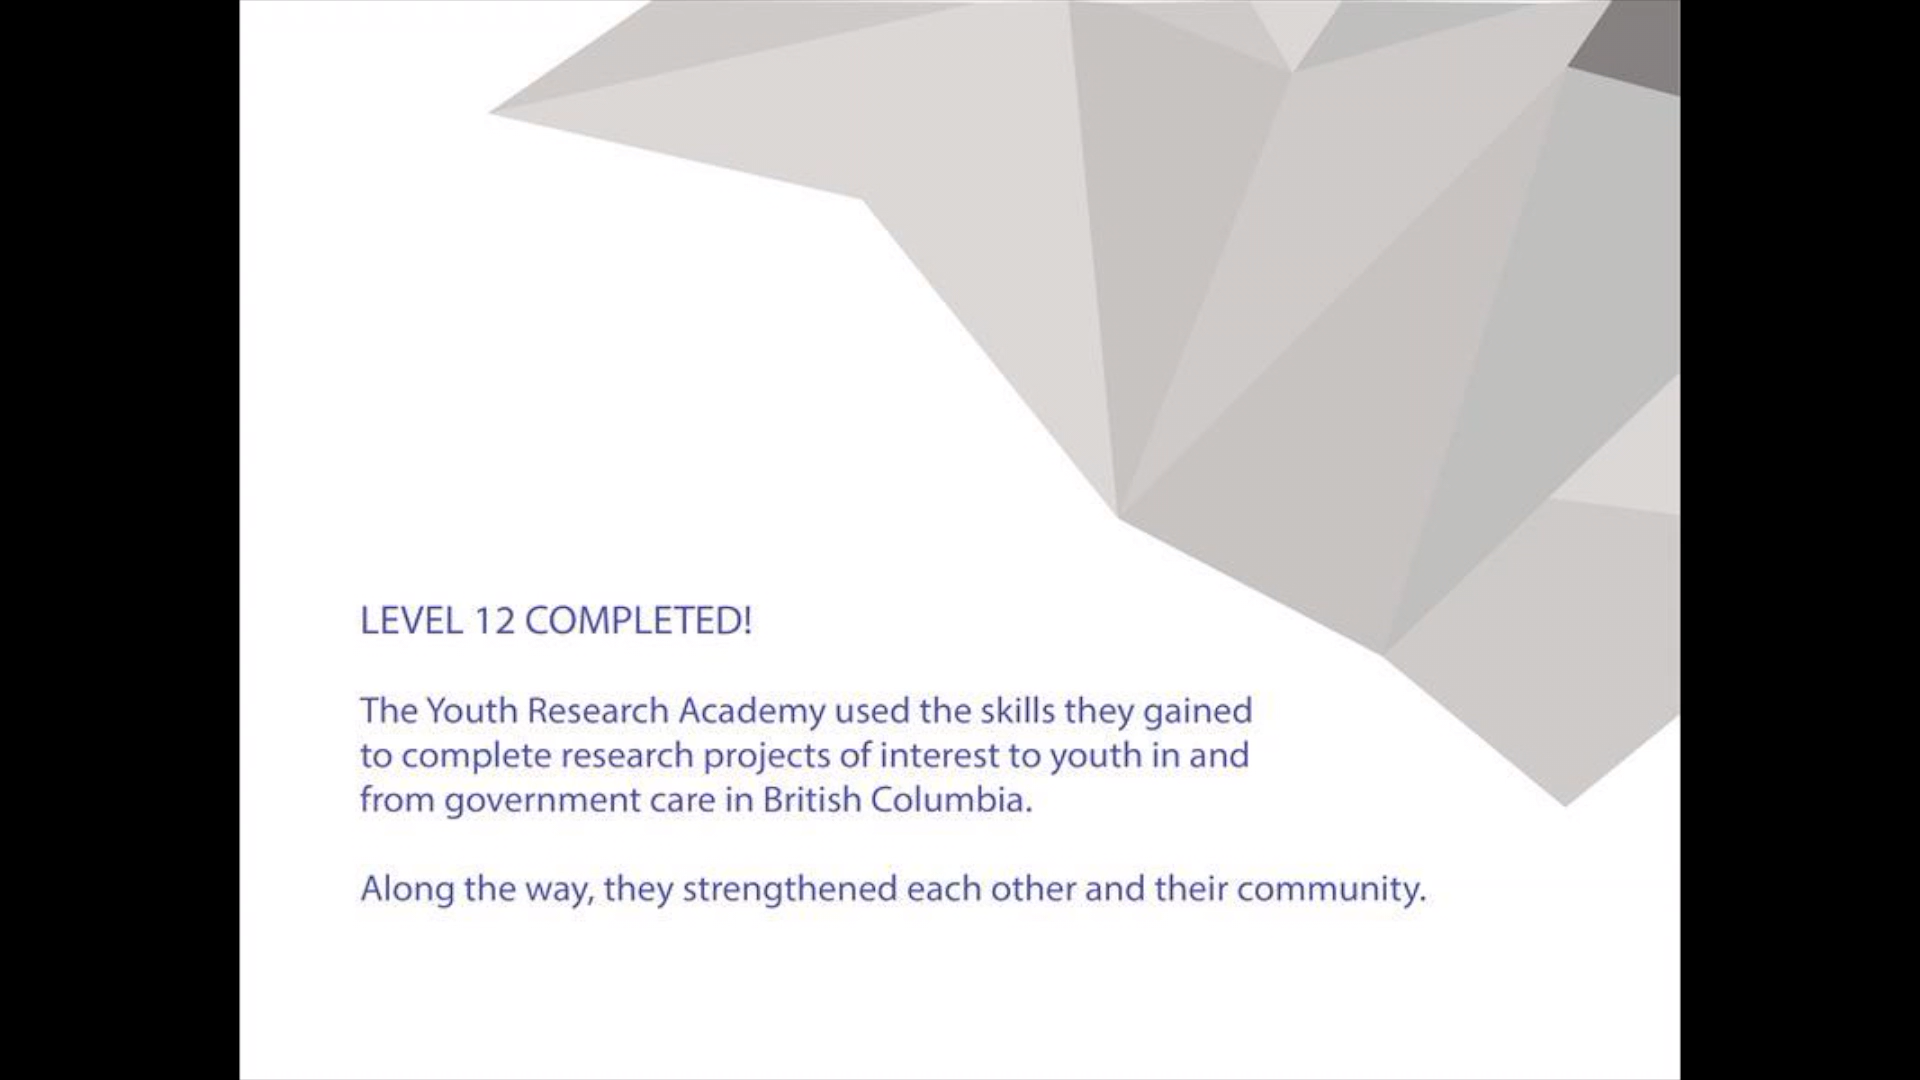 LEVEL 12 COMPLETED!
The Youth Research Academy used the skills they gained
to complete research projects of interest to youth in and
from government care in British Columbia.
Along the way, they strengthened each other and their community.